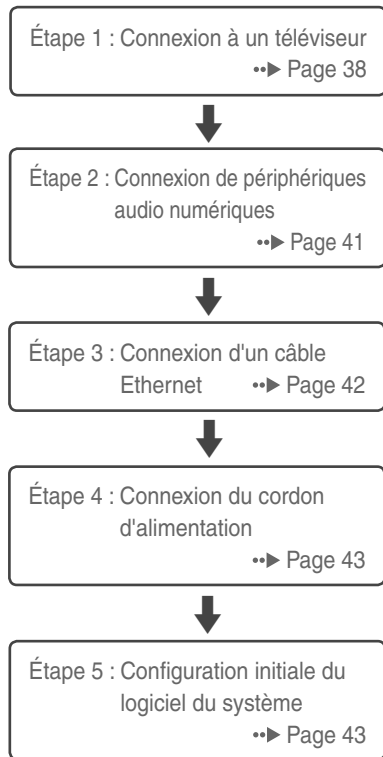 Étape 1 : Connexion à un téléviseur
••▶ Page 38
Étape 2 : Connexion de périphériques
audio numériques
••▶ Page 41
Étape 3 : Connexion d'un câble
Ethernet ••▶ Page 42
Étape 4 : Connexion du cordon
d'alimentation
••▶ Page 43
Étape 5 : Configuration initiale du
logiciel du système
••▶ Page 43